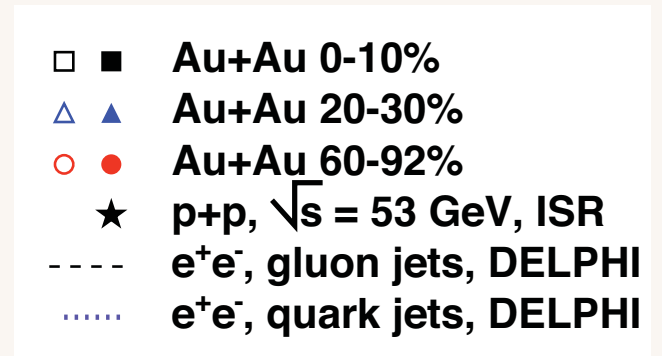 Au+Au 0-10%
Au+Au 20-30%
Au+Au 60-92%
p+p, √s = 53 GeV, ISR
e⁺e⁻, gluon jets, DELPHI
e⁺e⁻, quark jets, DELPHI